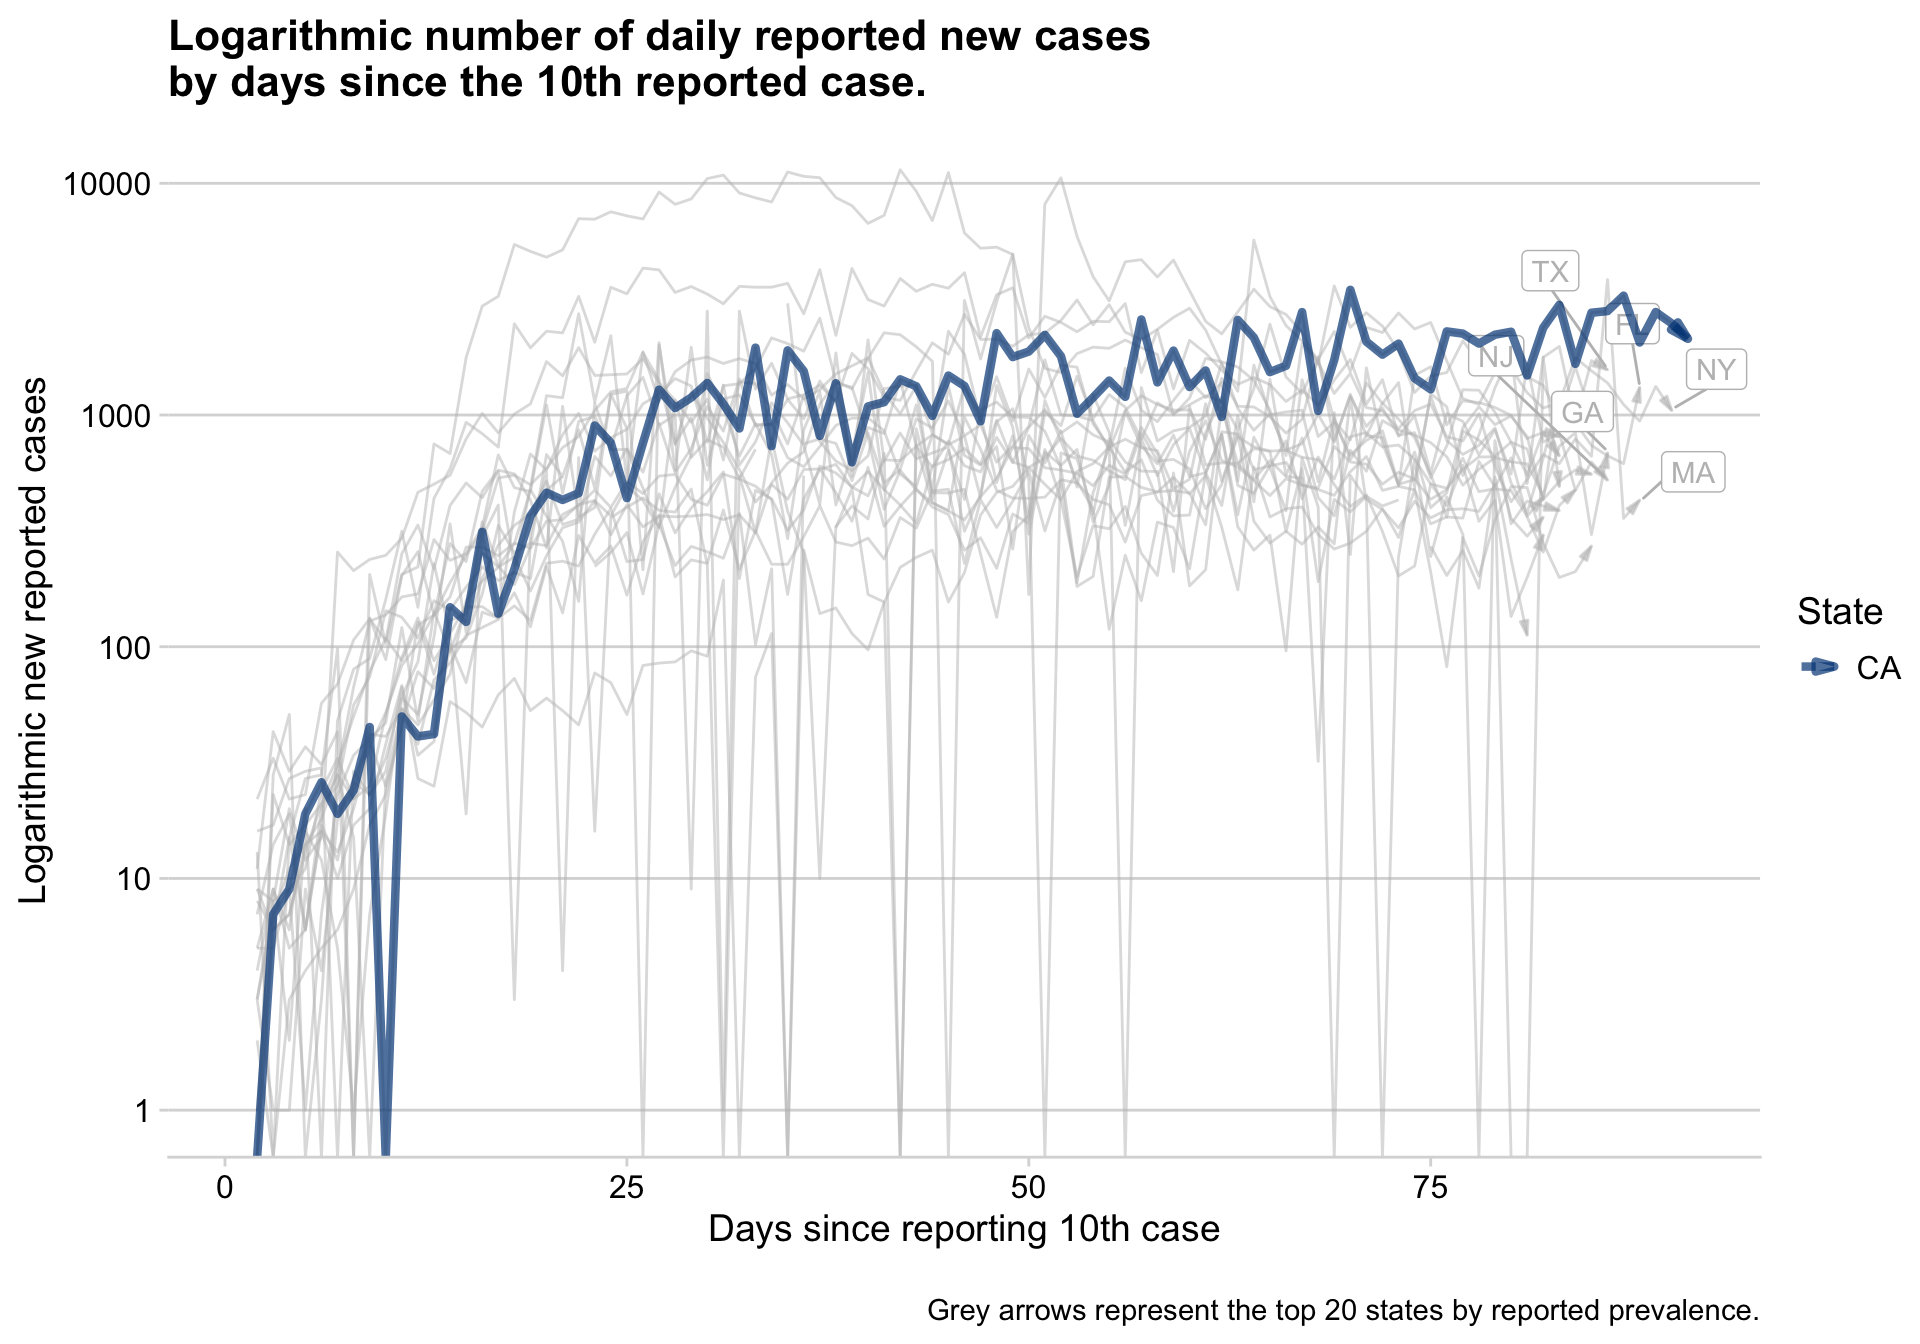 Logarithmic number of daily reported new cases
by days since the 10th reported case.
Logarithmic new reported cases
10000
1000
100
10
1
TX
FL
NJ
NY
GA
MA
State
CA
0
25
50
75
Days since reporting 10th case
Grey arrows represent the top 20 states by reported prevalence.